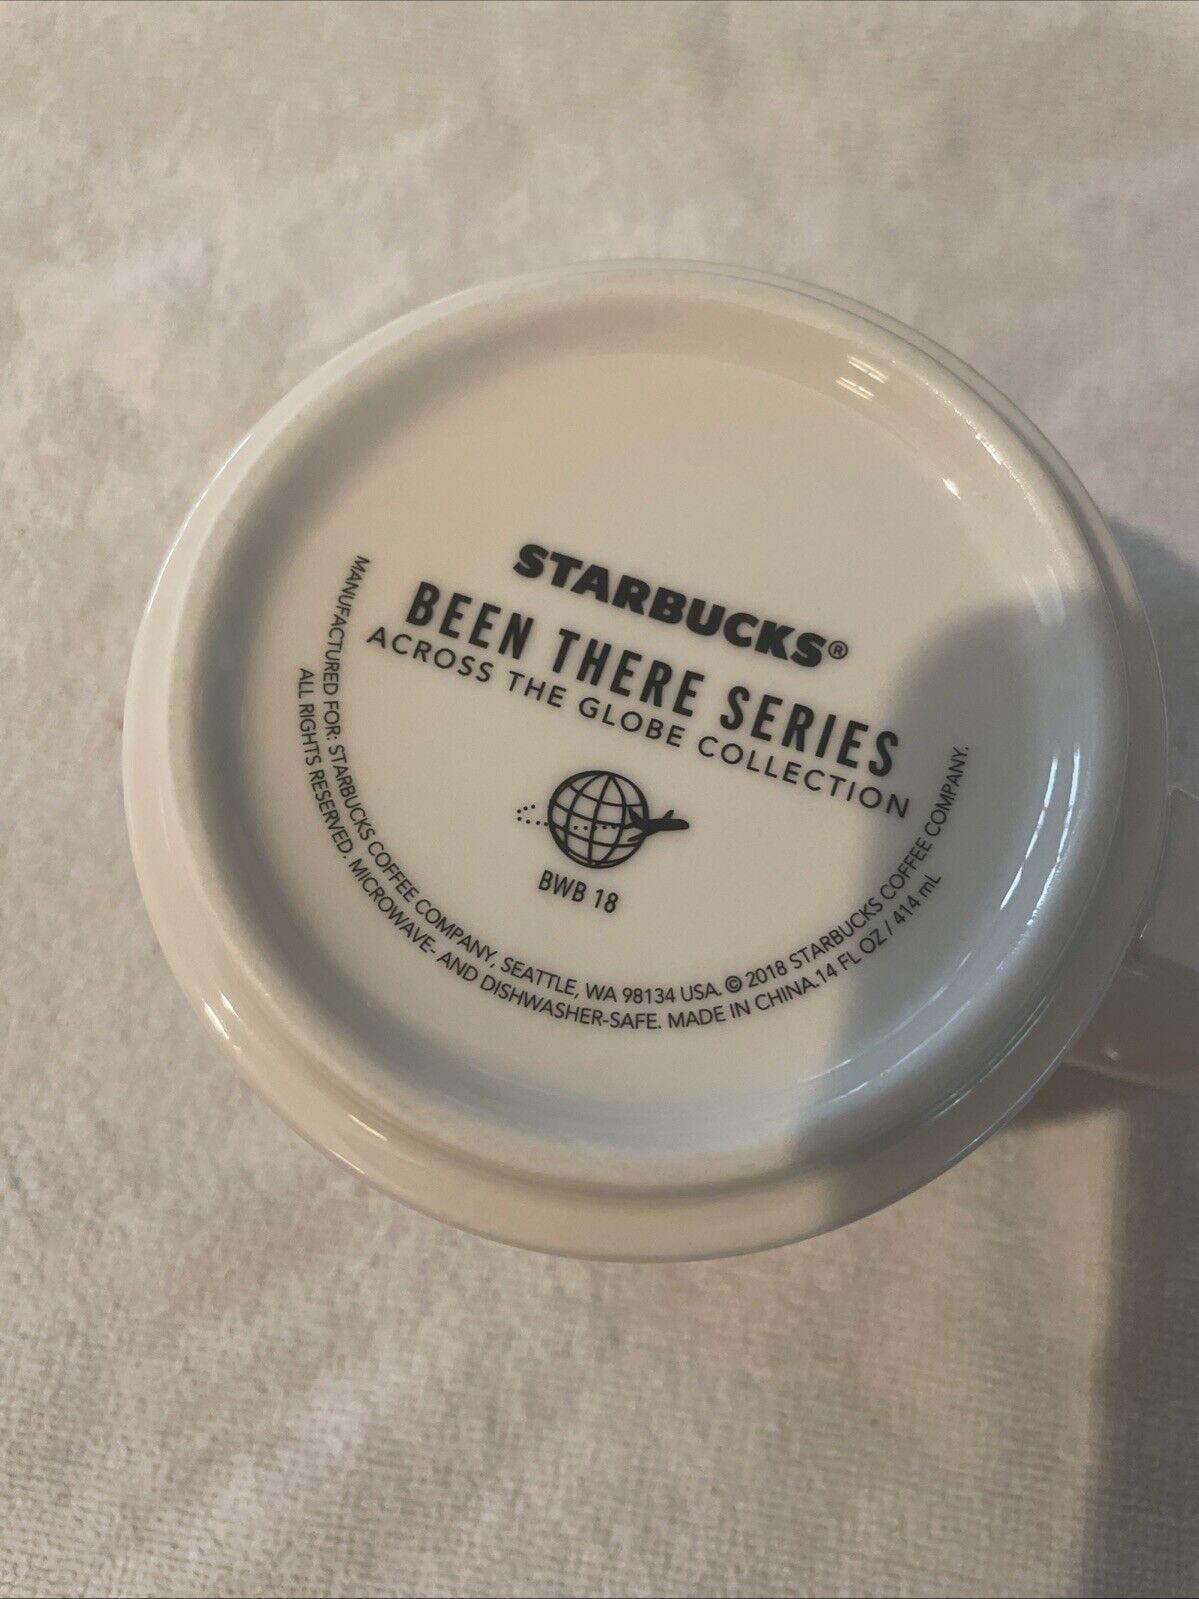 STARBUCKS®
BEEN THERE SERIES
ACROSS THE GLOBE COLLECTION
BWB 18
MANUFACTURED FOR: STARBUCKS COFFEE COMPANY, SEATTLE, WA 98134 USA. © 2018 STARBUCKS COFFEE COMPANY.
ALL RIGHTS RESERVED. MICROWAVE- AND DISHWASHER-SAFE. MADE IN CHINA.14 FL OZ / 414 mL